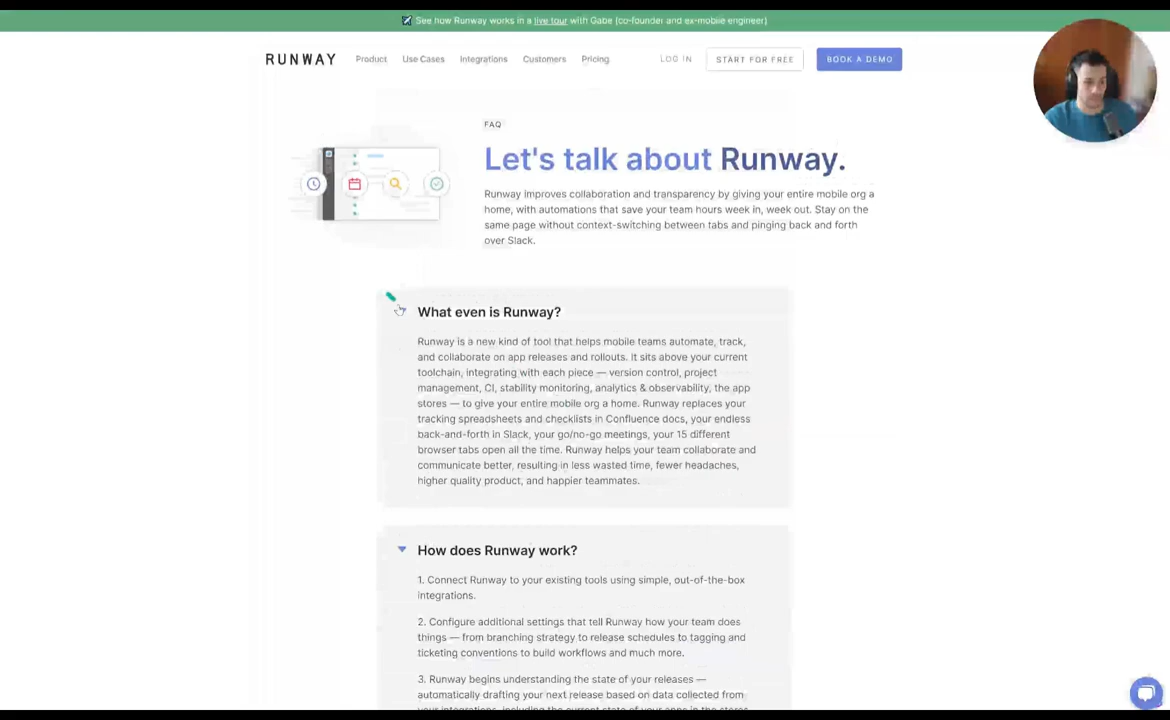 See how Runway works in a live tour with Gabe (co-founder and ex-mobile engineer)
RUNWAY Product Use Cases Integrations Customers Pricing LOG IN START FOR FREE BOOK A DEMO
FAQ
Let's talk about Runway.
Runway improves collaboration and transparency by giving your entire mobile org a
home, with automations that save your team hours week in, week out. Stay on the
same page without context-switching between tabs and pinging back and forth
over Slack.
What even is Runway?
Runway is a new kind of tool that helps mobile teams automate, track,
and collaborate on app releases and rollouts. It sits above your current
toolchain, integrating with each piece — version control, project
management, CI, stability monitoring, analytics & observability, the app
stores — to give your entire mobile org a home. Runway replaces your
tracking spreadsheets and checklists in Confluence docs, your endless
back-and-forth in Slack, your go/no-go meetings, your 15 different
browser tabs open all the time. Runway helps your team collaborate and
communicate better, resulting in less wasted time, fewer headaches,
higher quality product, and happier teammates.
How does Runway work?
1. Connect Runway to your existing tools using simple, out-of-the-box
integrations.
2. Configure additional settings that tell Runway how your team does
things — from branching strategy to release schedules to tagging and
ticketing conventions to build workflows and much more.
3. Runway begins understanding the state of your releases —
automatically drafting your next release based on data collected from
your integrations, including the current state of your apps in the stores